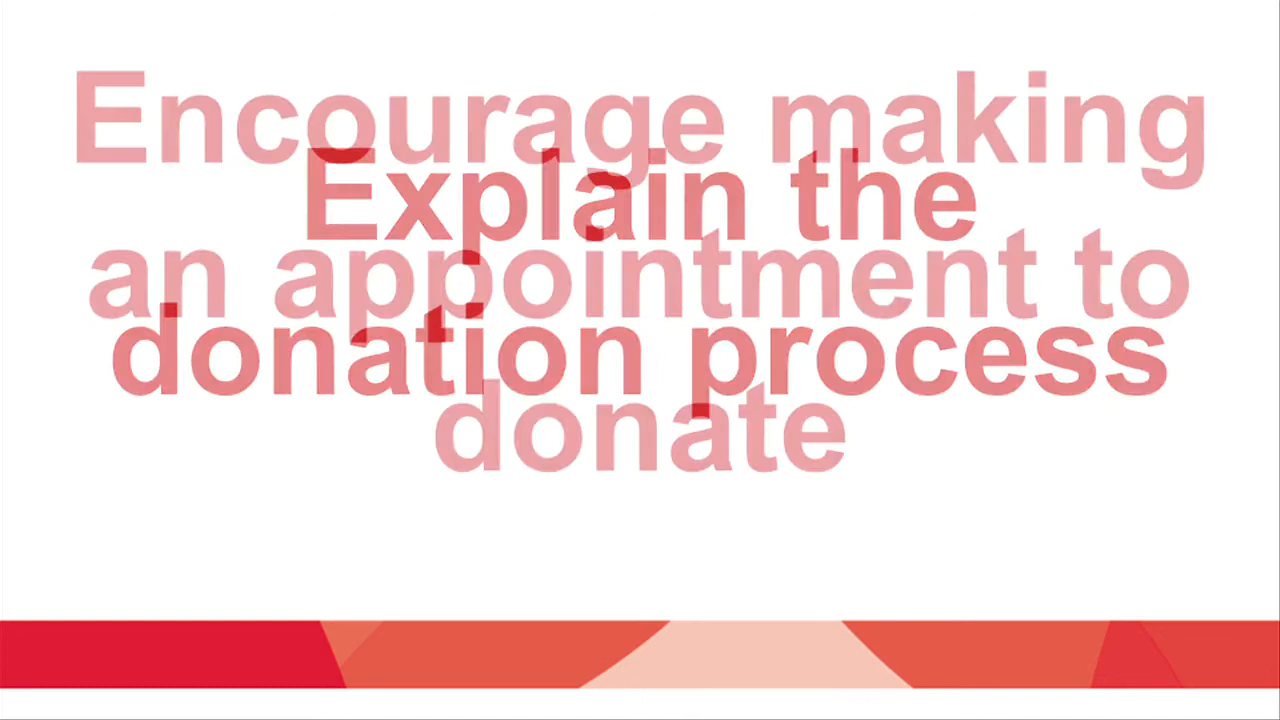 Encourage making
Explain the
an appointment to
donation process
donate